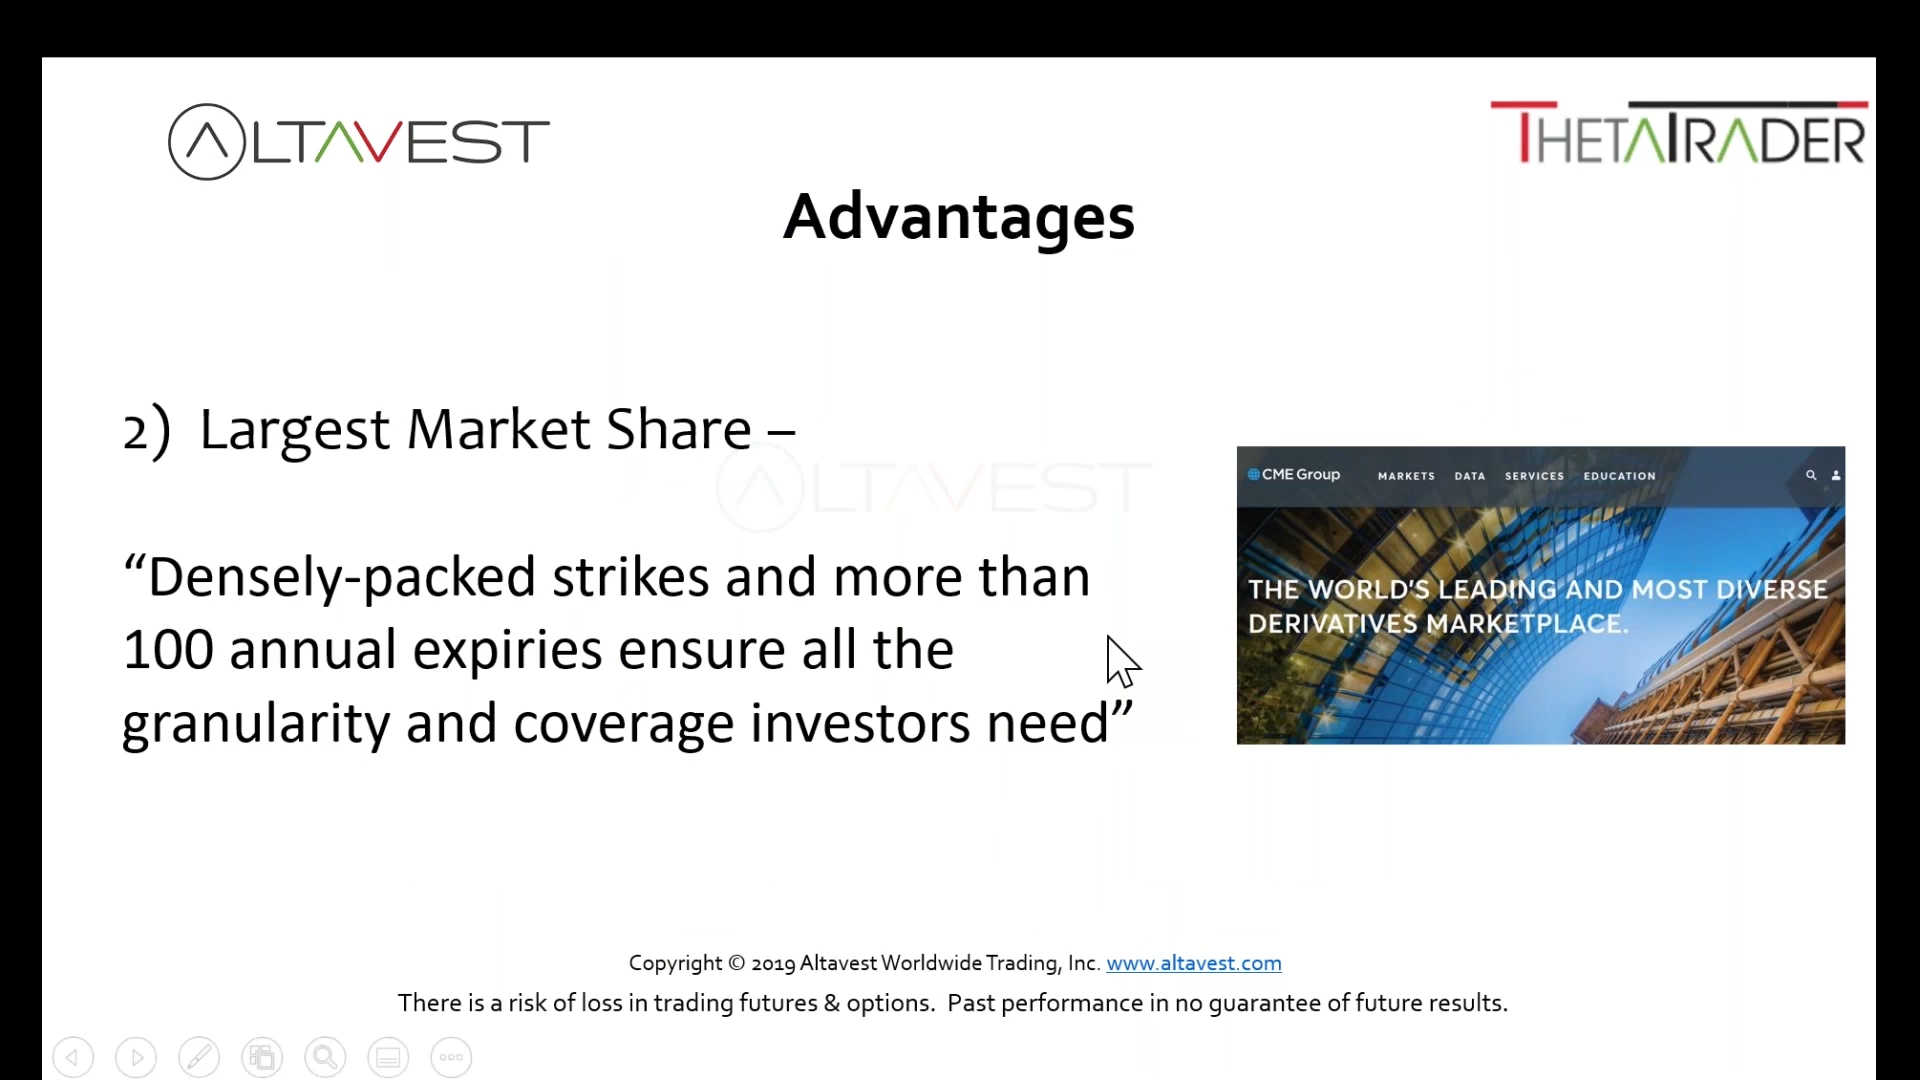 ALTAVEST
THETATRADER
Advantages
2) Largest Market Share –
ALTAVEST
“Densely-packed strikes and more than
100 annual expiries ensure all the
granularity and coverage investors need”
CME Group MARKETS DATA SERVICES EDUCATION
THE WORLD'S LEADING AND MOST DIVERSE
DERIVATIVES MARKETPLACE.
Copyright © 2019 Altavest Worldwide Trading, Inc. www.altavest.com
There is a risk of loss in trading futures & options. Past performance in no guarantee of future results.